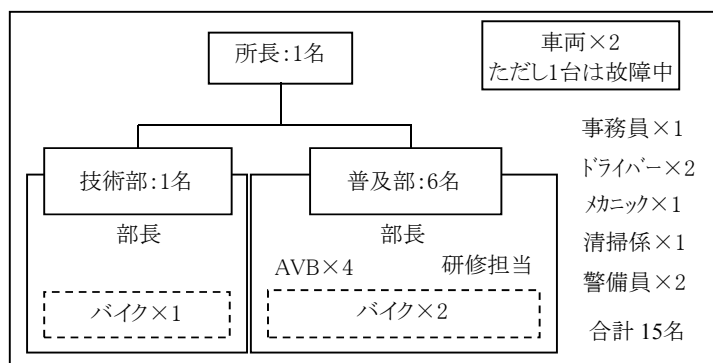 所長:1名
車両×2
ただし1台は故障中
技術部:1名
部長
バイク×1
普及部:6名
部長
AVB×4 研修担当
バイク×2
事務員×1
ドライバー×2
メカニック×1
清掃係×1
警備員×2
合計 15名